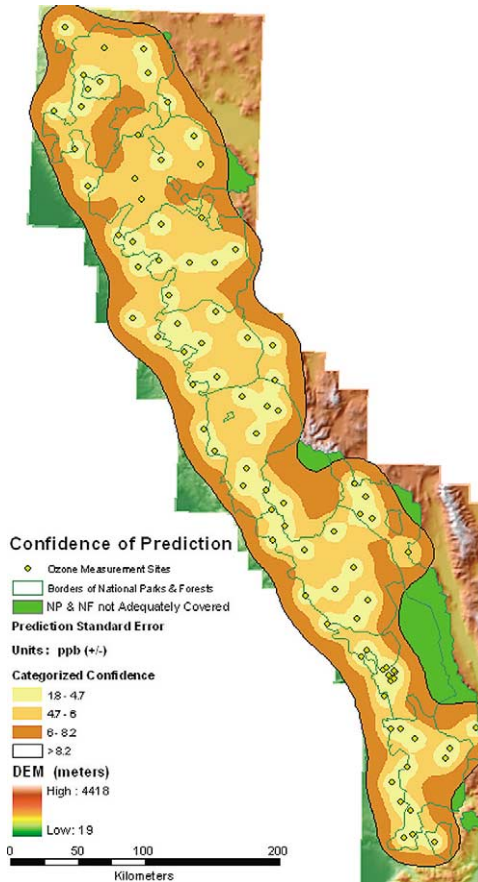 Confidence of Prediction
Ozone Measurement Sites
Borders of National Parks & Forests
NP & NF not Adequately Covered
Prediction Standard Error
Units : ppb (+/-)
Categorized Confidence
1.8 - 4.7
4.7 - 6
6 - 8.2
> 8.2
DEM (meters)
High : 4418
Low: 19
0 50 100 200
Kilometers